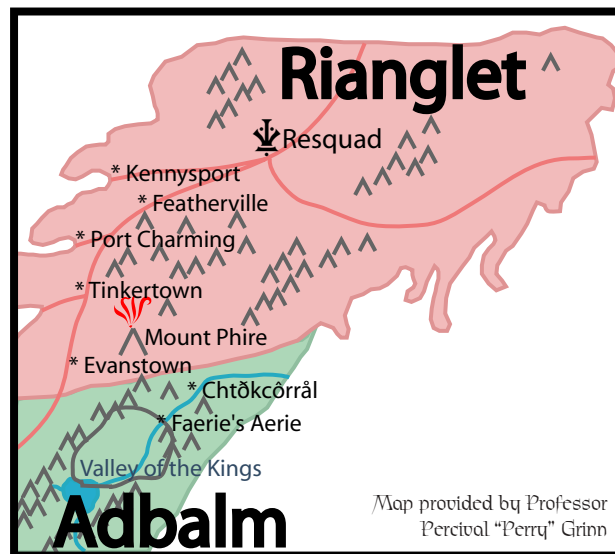 Rianglet
Resquad
* Kennysport
* Featherville
* Port Charming
* Tinkertown
Mount Phire
* Evanstown
* Chtðkcôrrål
* Faerie's Aerie
Valley of the Kings
Adbalm
Map provided by Professor
Percival “Perry” Grinn